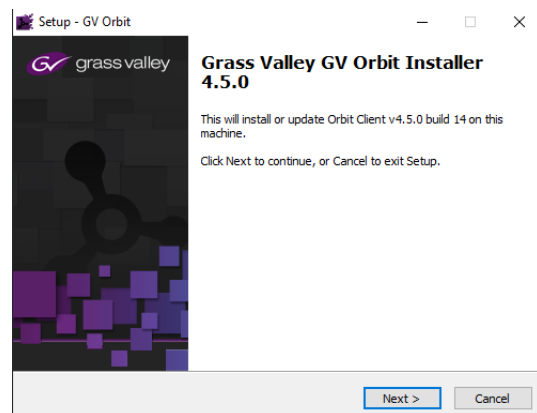 Setup - GV Orbit
GV grass valley
Grass Valley GV Orbit Installer
4.5.0
This will install or update Orbit Client v4.5.0 build 14 on this
machine.
Click Next to continue, or Cancel to exit Setup.
Next >
Cancel